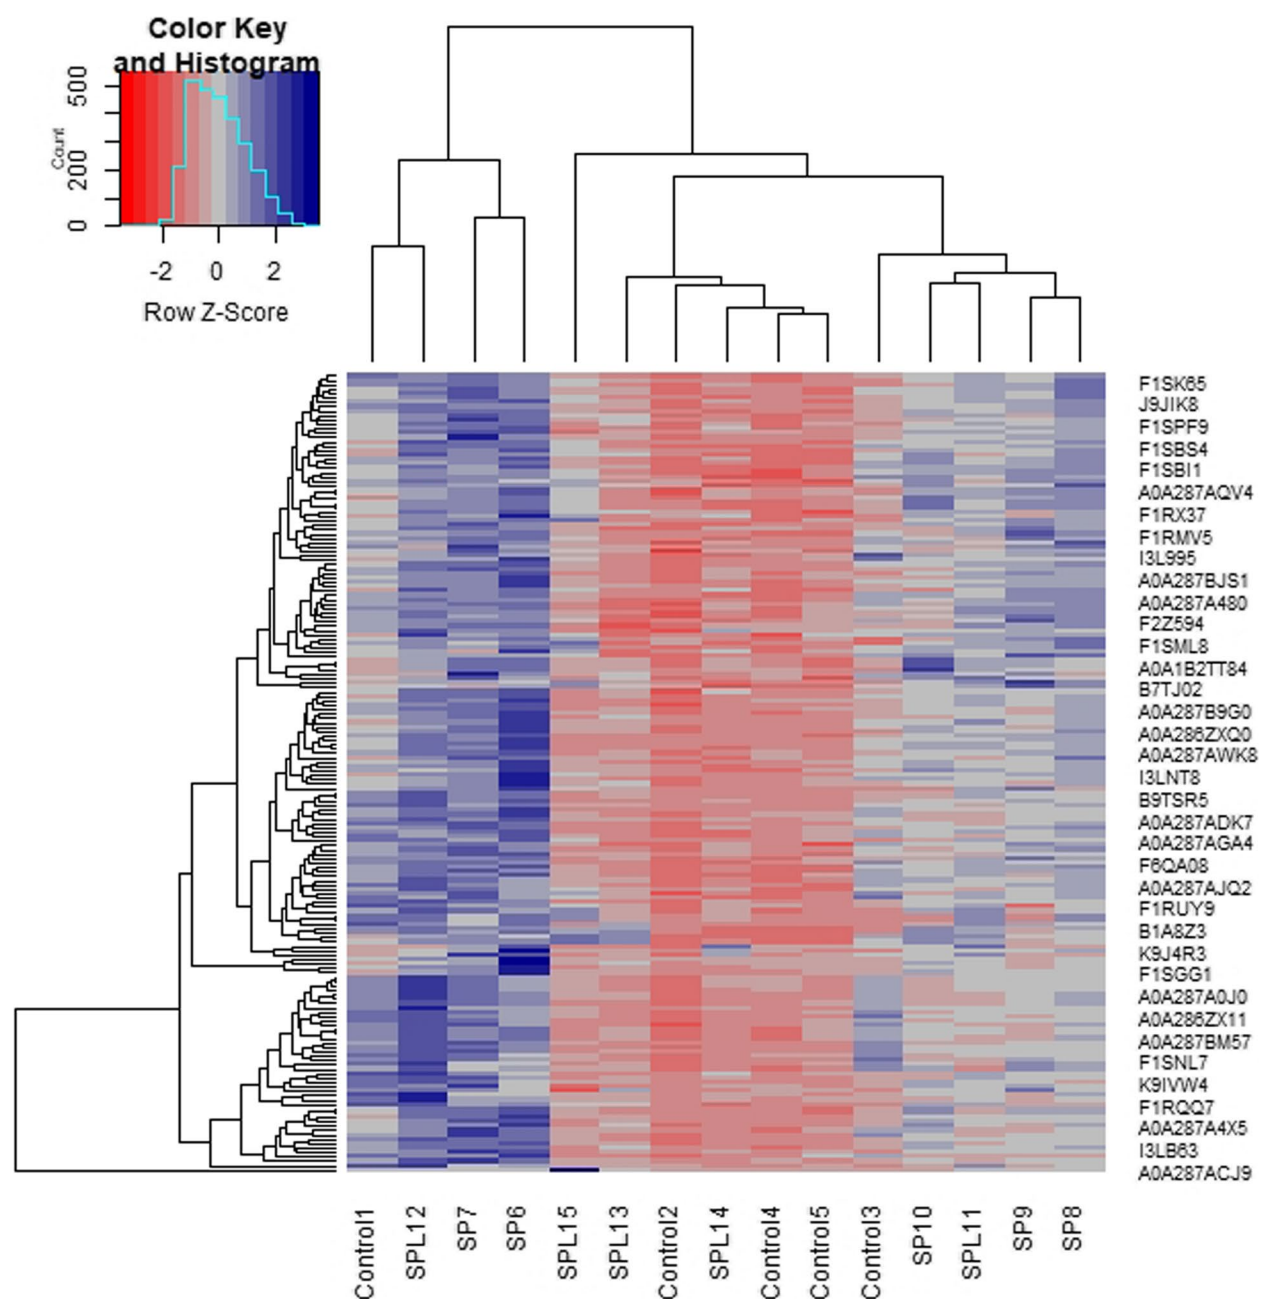 Color Key
and Histogram
Count
0
200
500
-2 0 2
Row Z-Score
F1SK65
J9JIK8
F1SPF9
F1SBS4
F1SBI1
A0A287AQV4
F1RX37
F1RMV5
I3L995
A0A287BJS1
A0A287A480
F2Z594
F1SML8
A0A1B2TT84
B7TJ02
A0A287B9G0
A0A286ZXQ0
A0A287AWK8
I3LNT8
B9TSR5
A0A287ADK7
A0A287AGA4
F6QA08
A0A287AJQ2
F1RUY9
B1A8Z3
K9J4R3
F1SGG1
A0A287A0J0
A0A286ZX11
A0A287BM57
F1SNL7
K9IVW4
F1RQQ7
A0A287A4X5
I3LB63
A0A287ACJ9
Control1
SPL12
SP7
SP6
SPL15
SPL13
Control2
SPL14
Control4
Control5
Control3
SP10
SPL11
SP9
SP8